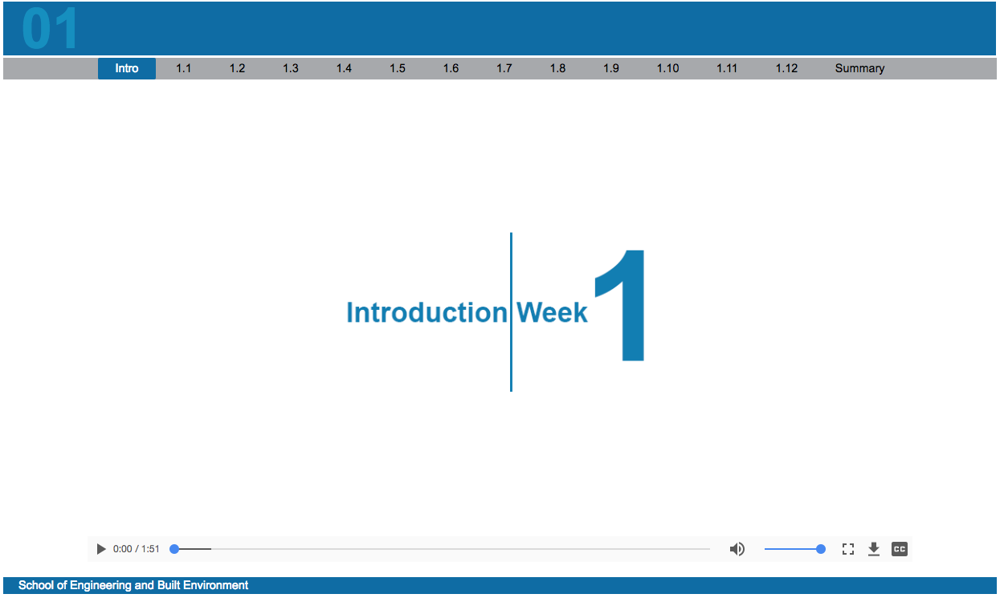 01
Intro 1.1 1.2 1.3 1.4 1.5 1.6 1.7 1.8 1.9 1.10 1.11 1.12 Summary
Introduction Week 1
0:00 / 1:51 CC
School of Engineering and Built Environment